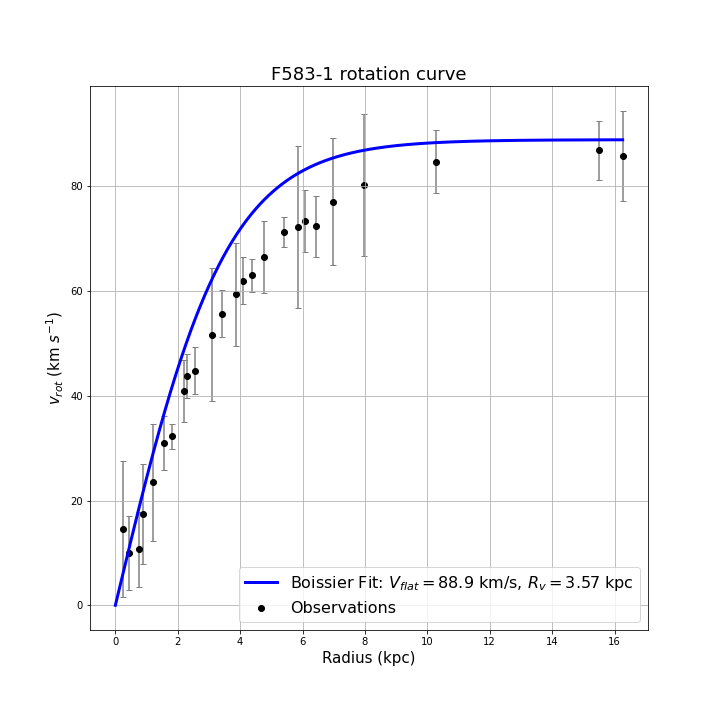 F583-1 rotation curve
80
60
40
20
0
v_rot (km s⁻¹)
Boissier Fit: V_flat = 88.9 km/s, R_v = 3.57 kpc
Observations
0 2 4 6 8 10 12 14 16
Radius (kpc)